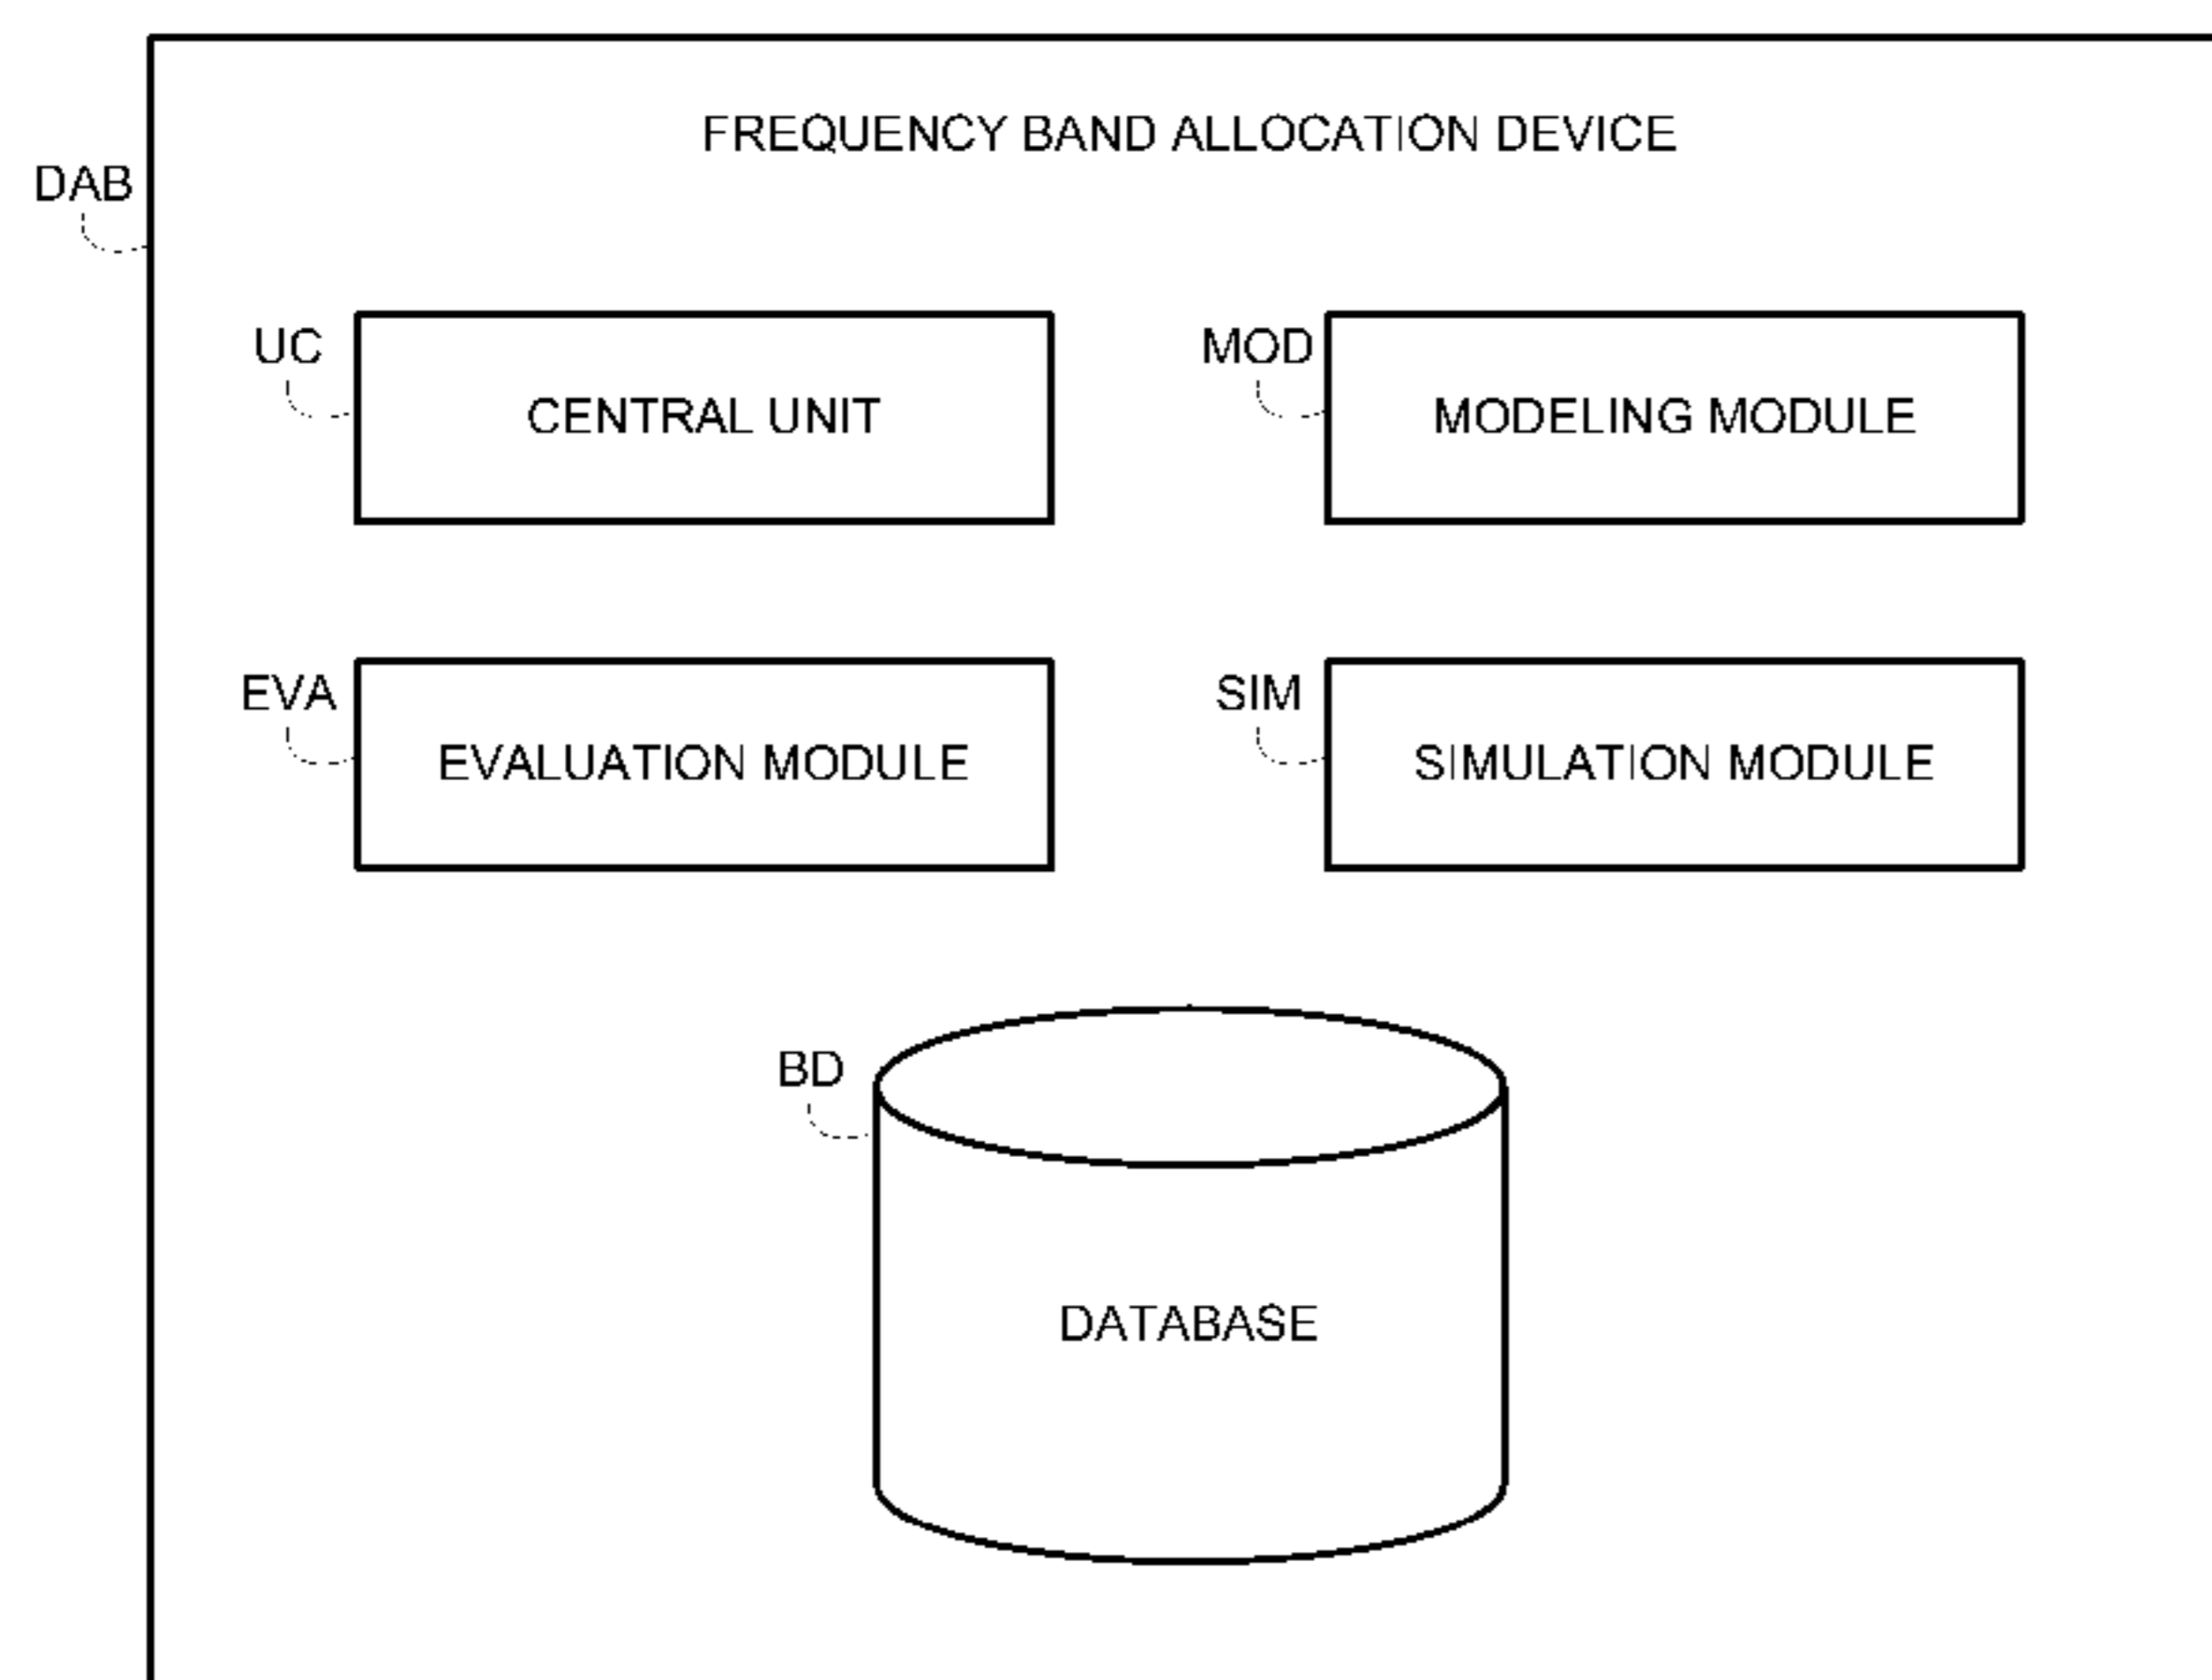 FREQUENCY BAND ALLOCATION DEVICE
DAB
UC
CENTRAL UNIT
MOD
MODELING MODULE
EVA
EVALUATION MODULE
SIM
SIMULATION MODULE
BD
DATABASE